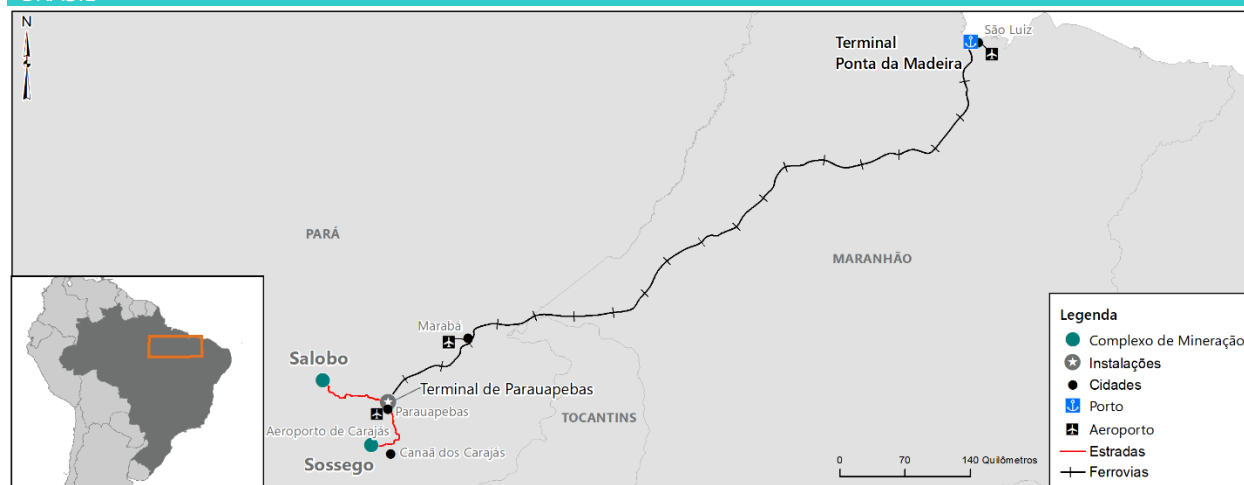 N
São Luiz
Terminal
Ponta da Madeira
PARÁ
MARANHÃO
Marabá
Salobo
Terminal de Parauapebas
Parauapebas
TOCANTINS
Aeroporto de Carajás
Canaã dos Carajás
Sossego
0 70 140 Quilômetros
Legenda
Complexo de Mineração
Instalações
Cidades
Porto
Aeroporto
Estradas
Ferrovias